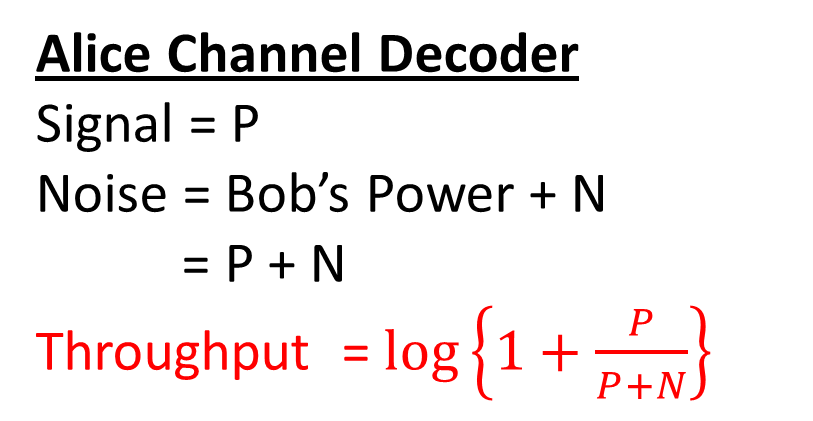 Alice Channel Decoder
Signal = P
Noise = Bob’s Power + N
= P + N
Throughput = log{1 + P/(P+N)}